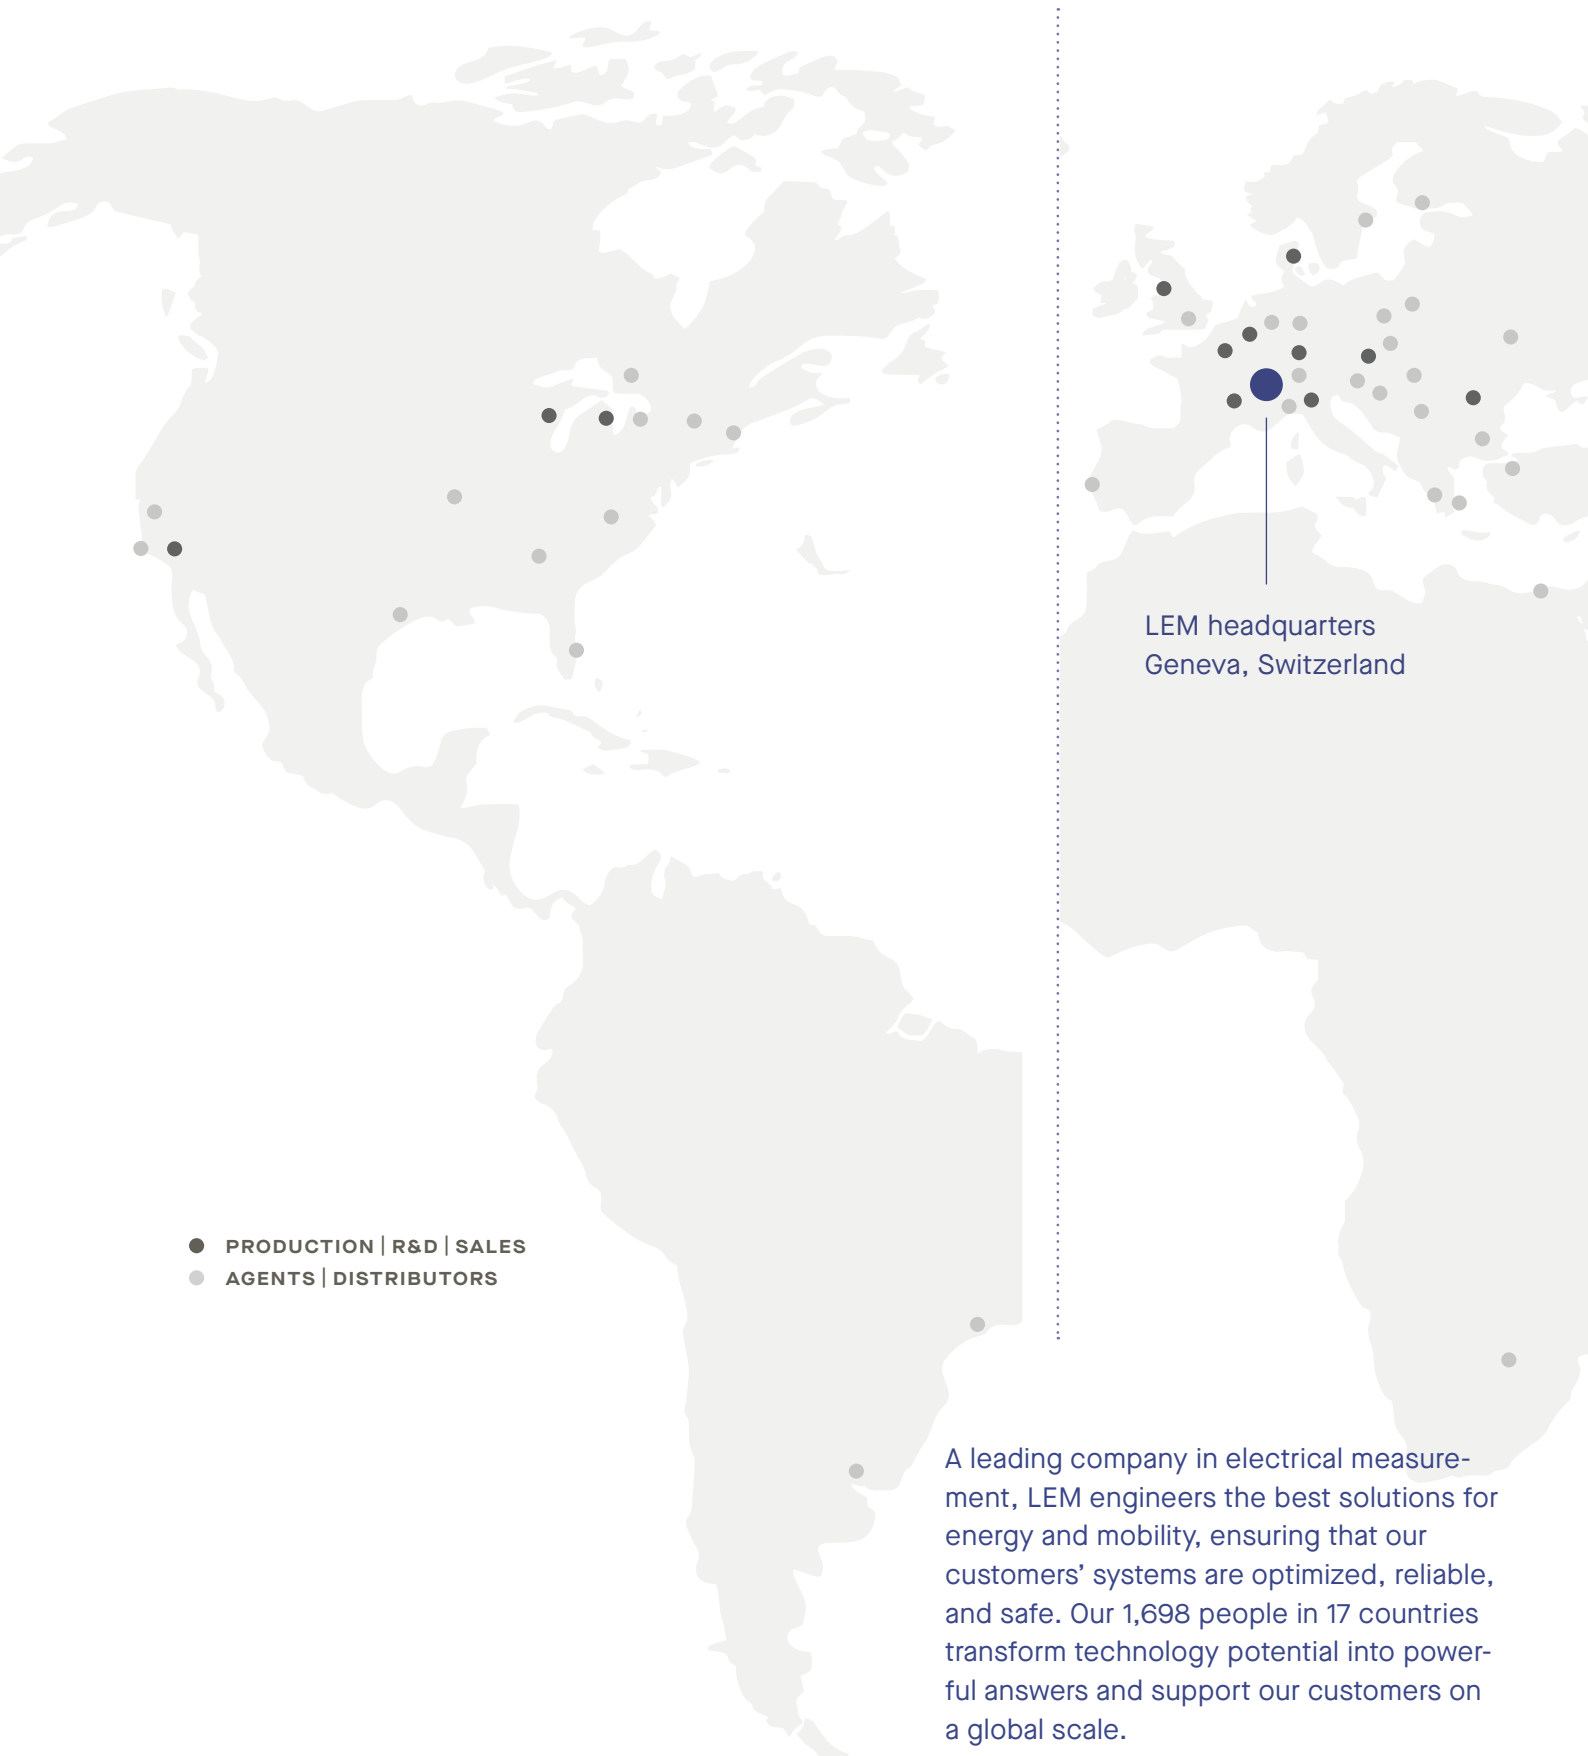 LEM headquarters
Geneva, Switzerland
PRODUCTION | R&D | SALES
AGENTS | DISTRIBUTORS
A leading company in electrical measure-
ment, LEM engineers the best solutions for
energy and mobility, ensuring that our
customers’ systems are optimized, reliable,
and safe. Our 1,698 people in 17 countries
transform technology potential into power-
ful answers and support our customers on
a global scale.